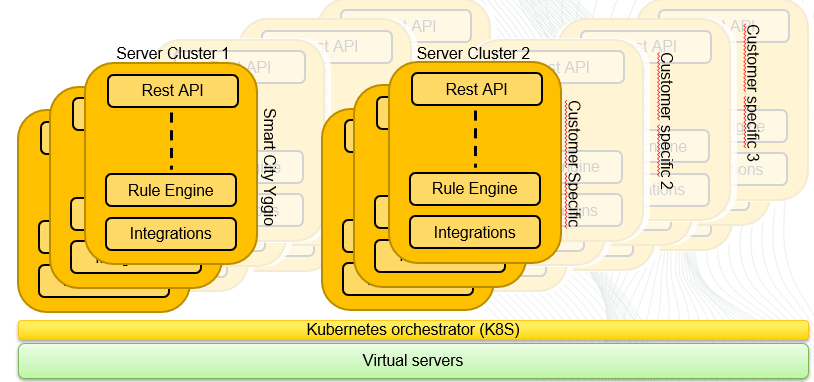 Server Cluster 1
Rest API
Rule Engine
Integrations
Smart City Yggio
Server Cluster 2
Rest API
Rule Engine
Integrations
Customer Specific
Customer specific 2
Customer specific 3
Kubernetes orchestrator (K8S)
Virtual servers